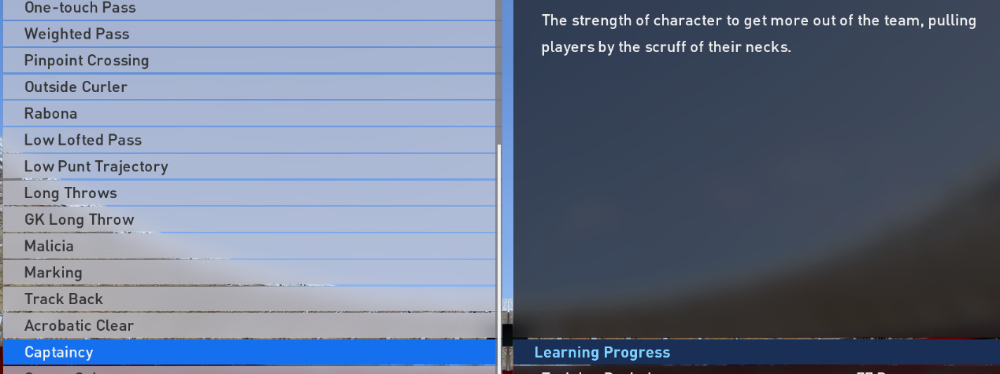 One-touch Pass
Weighted Pass
Pinpoint Crossing
Outside Curler
Rabona
Low Lofted Pass
Low Punt Trajectory
Long Throws
GK Long Throw
Malicia
Marking
Track Back
Acrobatic Clear
Captaincy
The strength of character to get more out of the team, pulling
players by the scruff of their necks.
Learning Progress